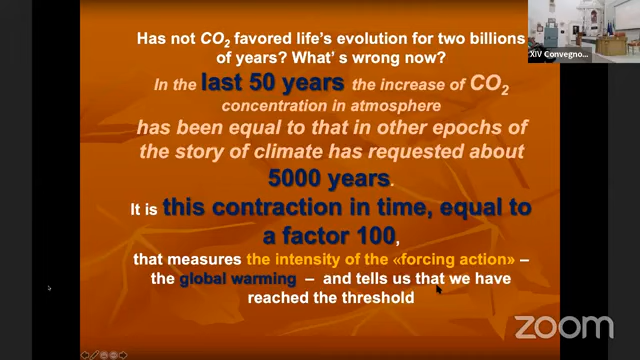 Has not CO2 favored life's evolution for two billions
of years? What' s wrong now?
In the last 50 years the increase of CO2
concentration in atmosphere
has been equal to that in other epochs of
the story of climate has requested about
5000 years.
It is this contraction in time, equal to
a factor 100,
that measures the intensity of the «forcing action» –
the global warming – and tells us that we have
reached the threshold
XIV Convegno...
zoom